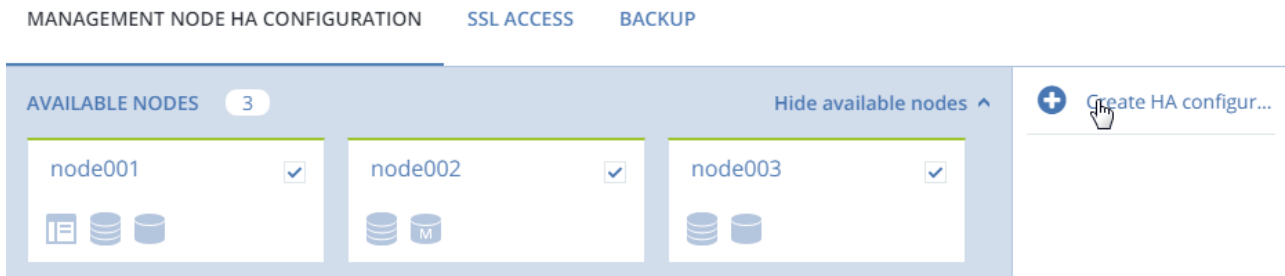 MANAGEMENT NODE HA CONFIGURATION SSL ACCESS BACKUP
AVAILABLE NODES 3 Hide available nodes
Create HA configur...
node001 node002 node003
M